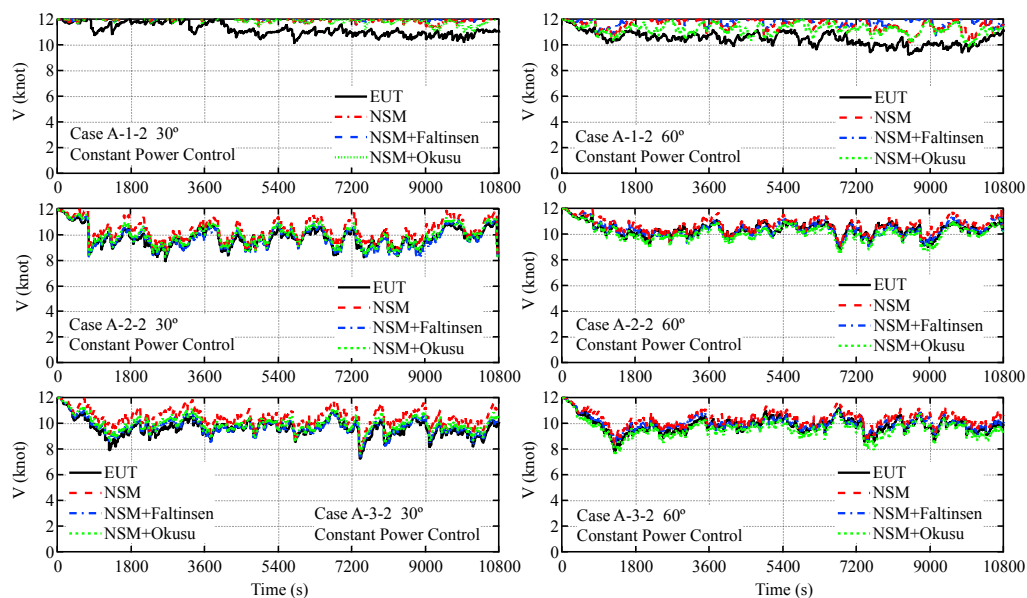 12
10
8
6
4
2
0
V (knot)
EUT
NSM
NSM+Faltinsen
NSM+Okusu
Case A-1-2 30º
Constant Power Control
0 1800 3600 5400 7200 9000 10800
12
10
8
6
4
2
0
V (knot)
EUT
NSM
NSM+Faltinsen
NSM+Okusu
Case A-1-2 60º
Constant Power Control
0 1800 3600 5400 7200 9000 10800
12
10
8
6
4
2
0
V (knot)
EUT
NSM
NSM+Faltinsen
NSM+Okusu
Case A-2-2 30º
Constant Power Control
0 1800 3600 5400 7200 9000 10800
12
10
8
6
4
2
0
V (knot)
EUT
NSM
NSM+Faltinsen
NSM+Okusu
Case A-2-2 60º
Constant Power Control
0 1800 3600 5400 7200 9000 10800
12
10
8
6
4
2
0
V (knot)
EUT
NSM
NSM+Faltinsen
NSM+Okusu
Case A-3-2 30º
Constant Power Control
0 1800 3600 5400 7200 9000 10800
Time (s)
12
10
8
6
4
2
0
V (knot)
EUT
NSM
NSM+Faltinsen
NSM+Okusu
Case A-3-2 60º
Constant Power Control
0 1800 3600 5400 7200 9000 10800
Time (s)